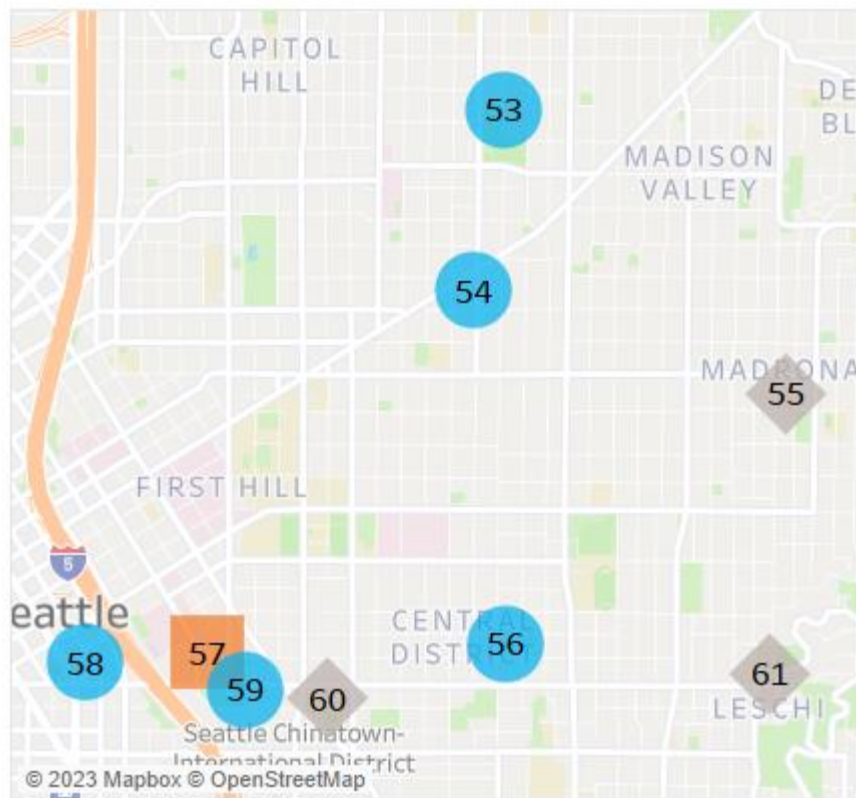 CAPITOL
HILL
53
DE
BL
MADISON
VALLEY
54
MADRONA
55
FIRST HILL
5
eattle
CENTRAL
DISTRICT
56
57
58
59
60
61
LESCHI
Seattle Chinatown-
International District
© 2023 Mapbox © OpenStreetMap